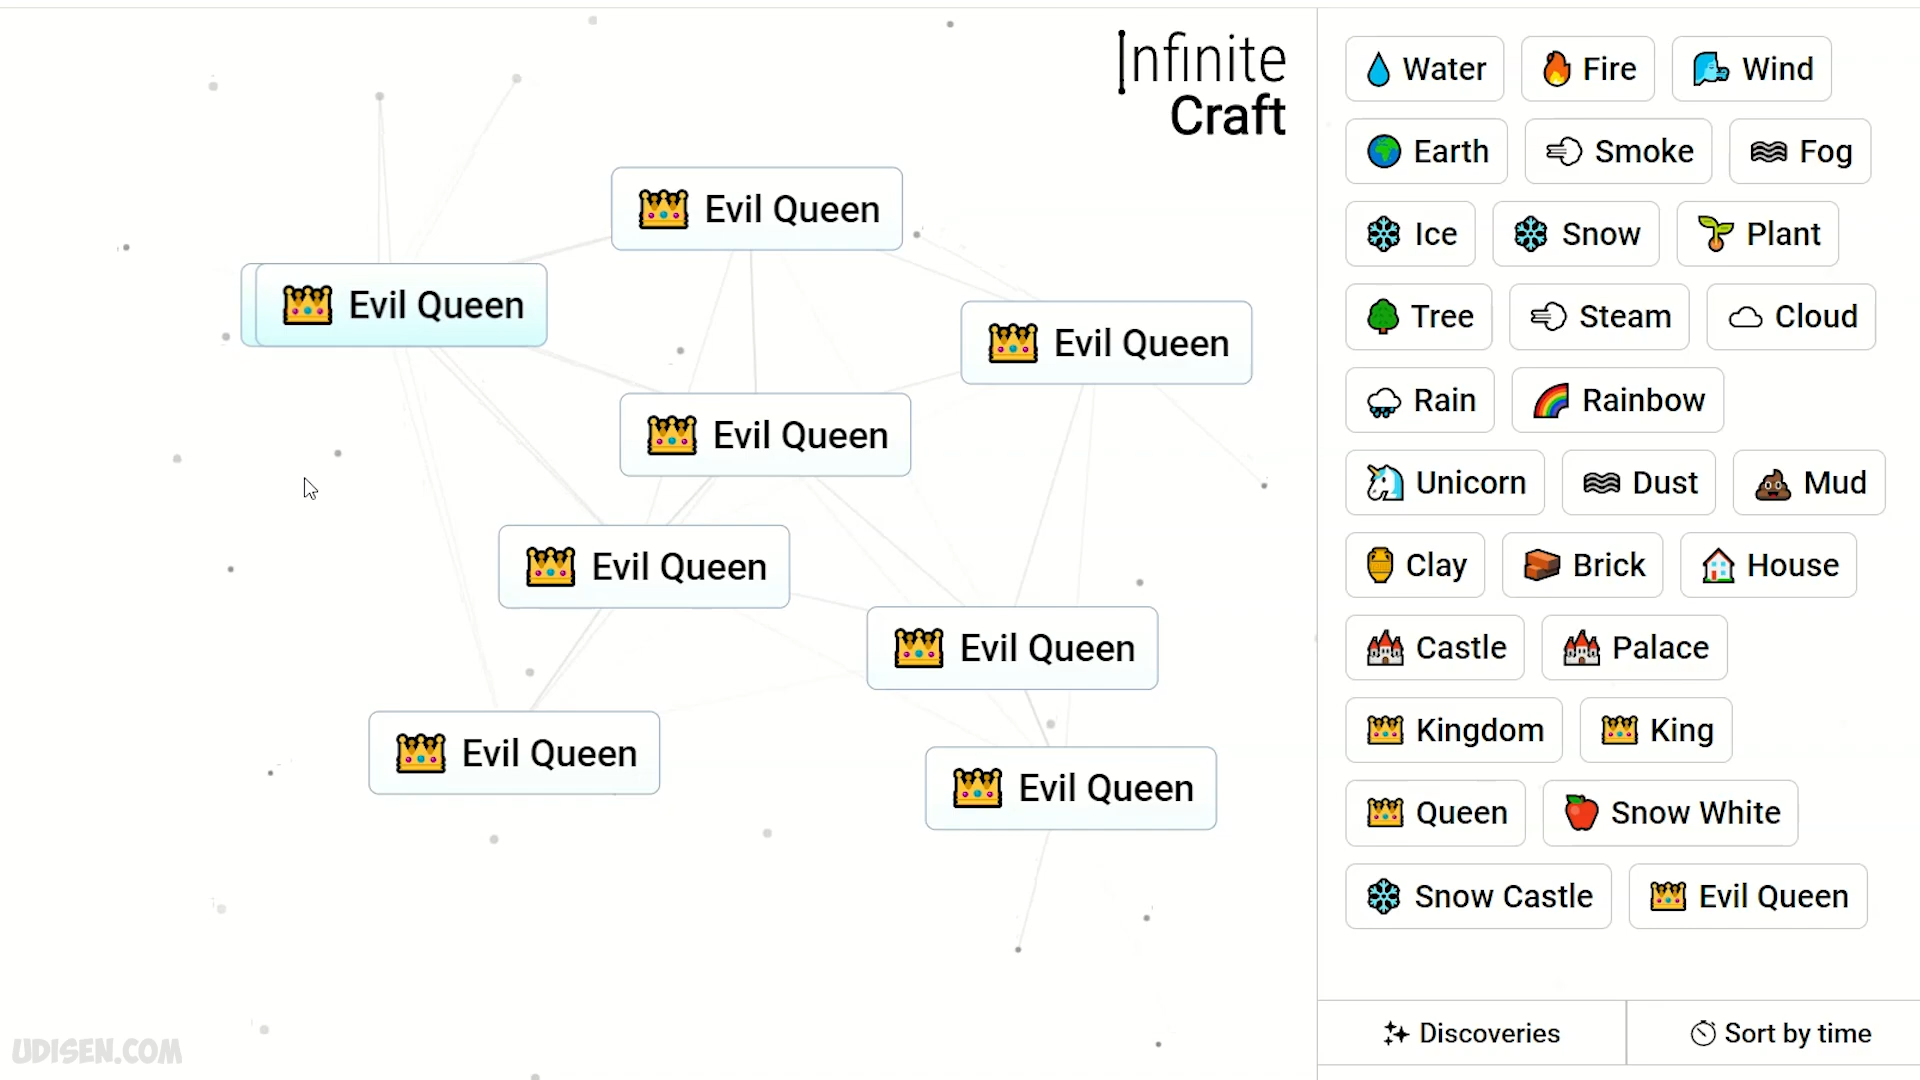 Infinite
Craft
Evil Queen
Evil Queen
Evil Queen
Evil Queen
Evil Queen
Evil Queen
Evil Queen
Evil Queen
Water Fire Wind
Earth Smoke Fog
Ice Snow Plant
Tree Steam Cloud
Rain Rainbow
Unicorn Dust Mud
Clay Brick House
Castle Palace
Kingdom King
Queen Snow White
Snow Castle Evil Queen
Discoveries Sort by time
UDISEN.COM